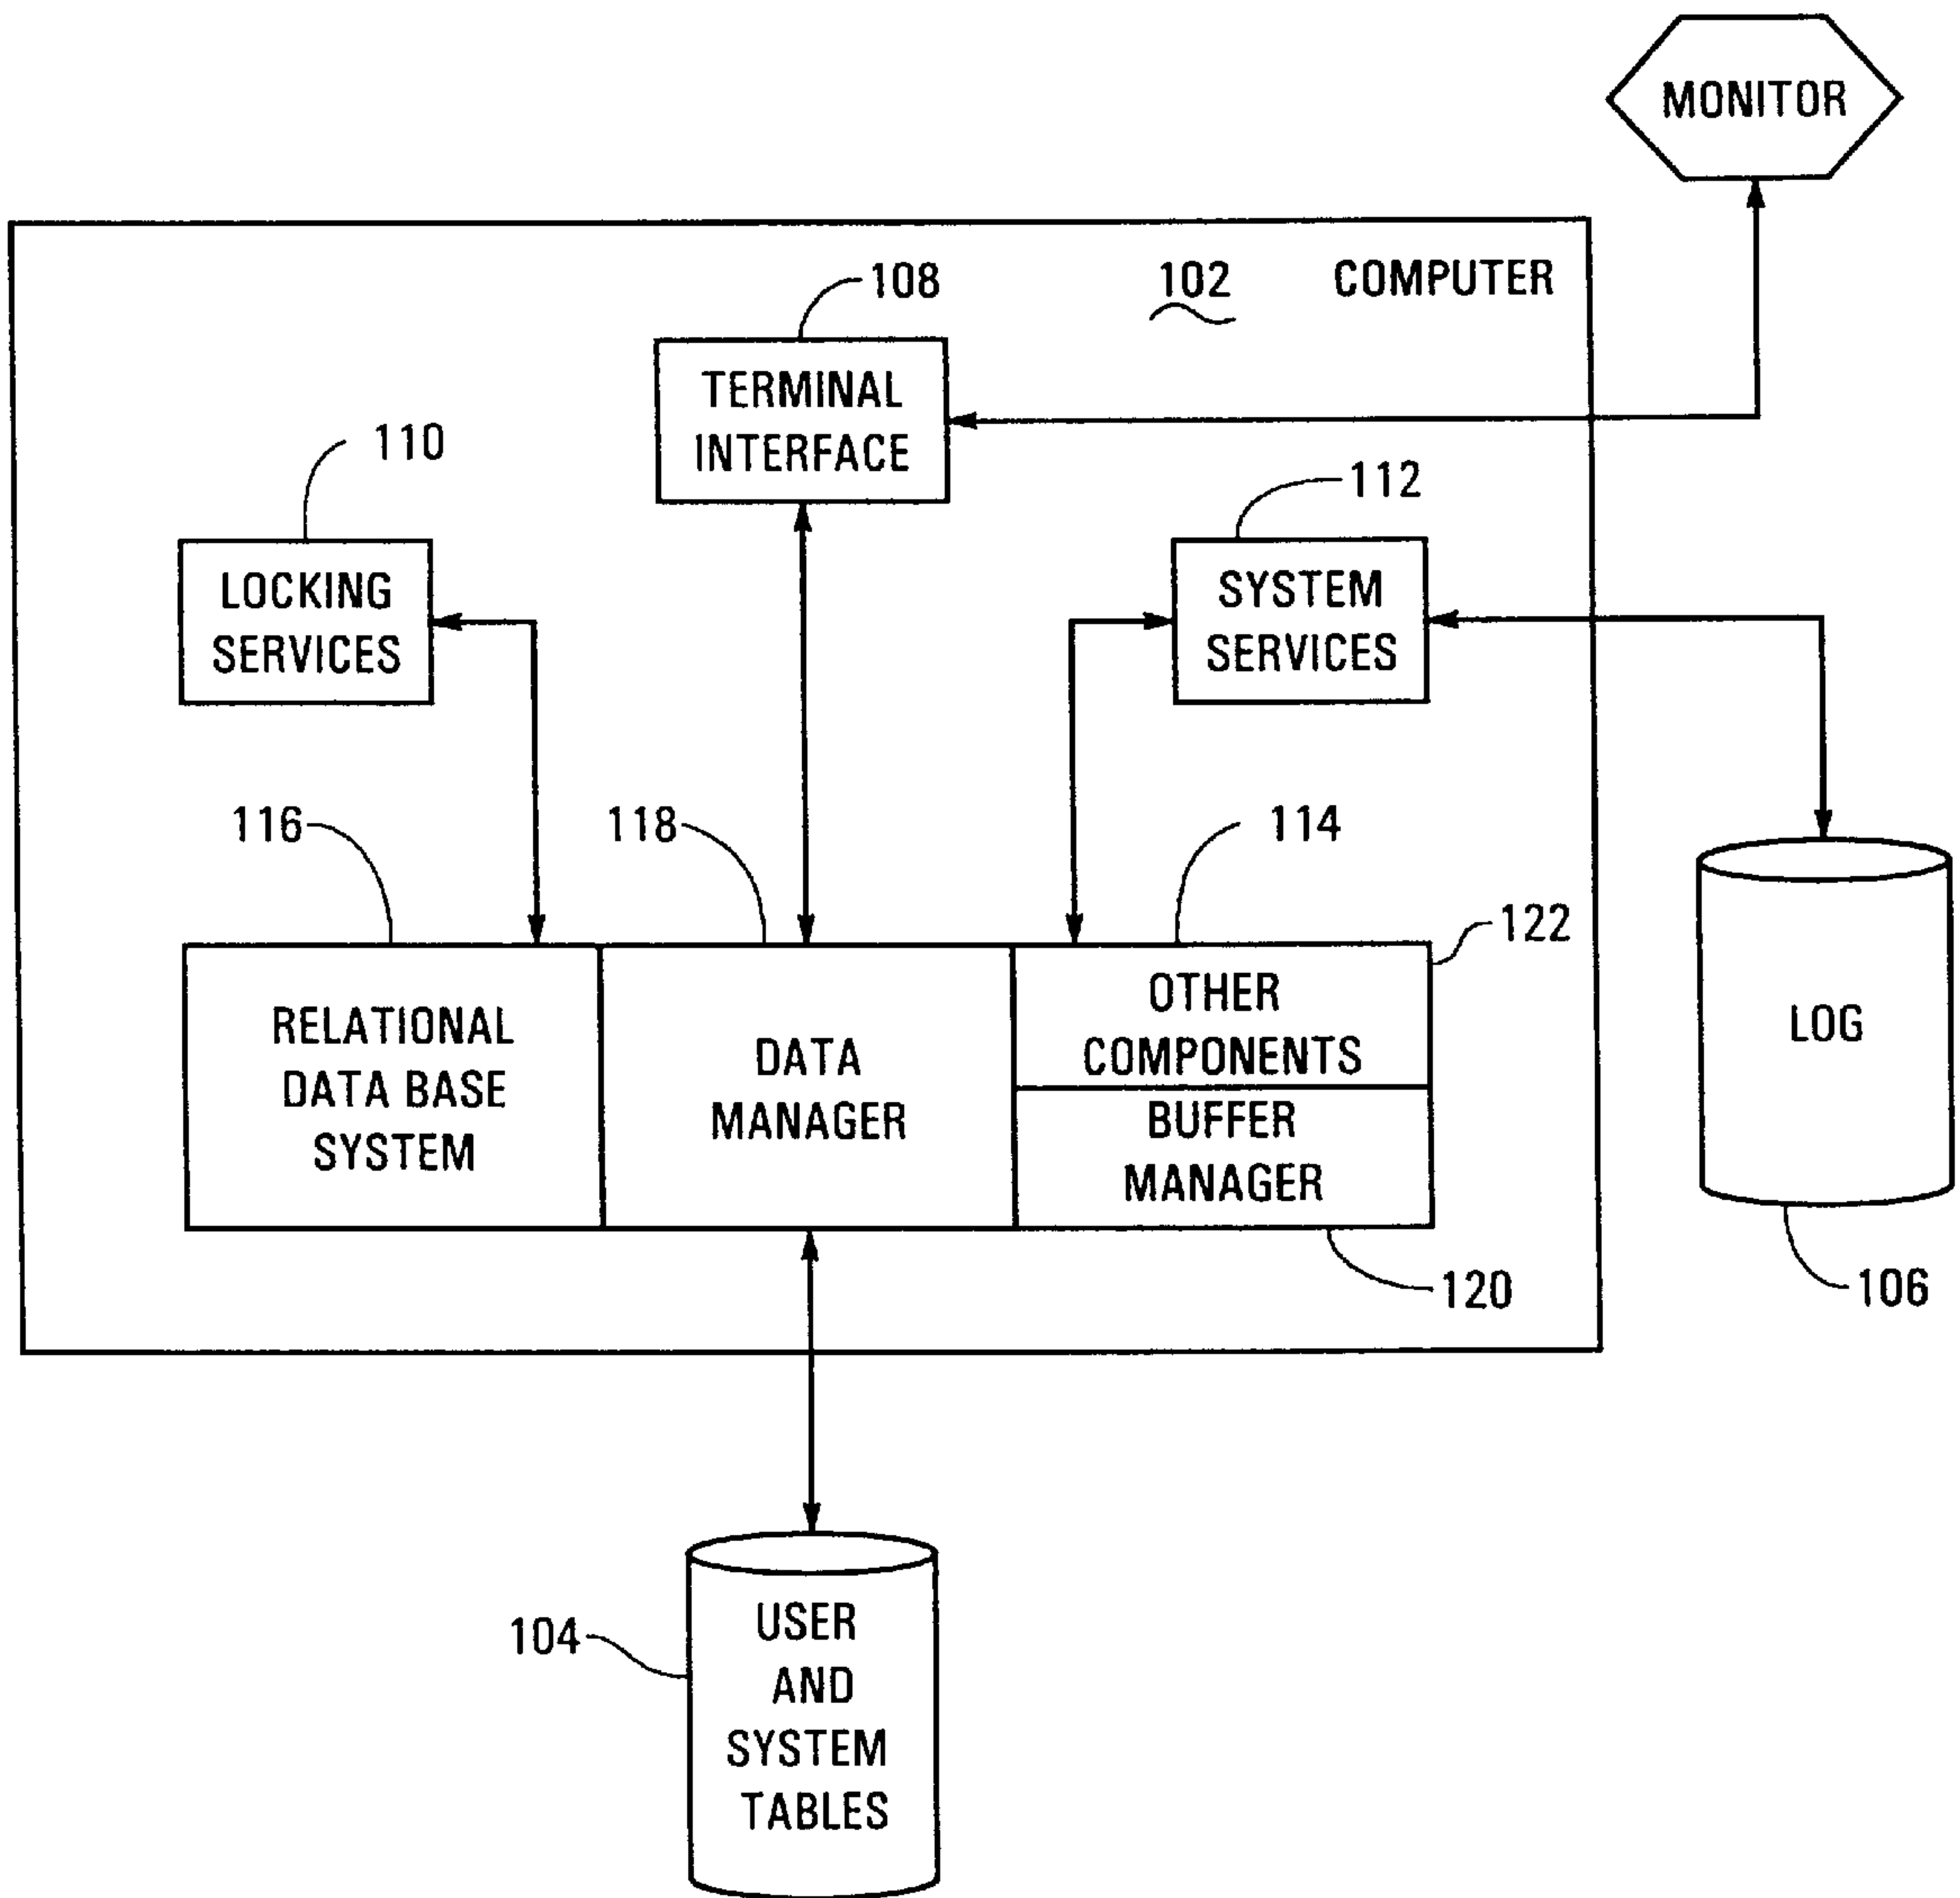 MONITOR
102
COMPUTER
108
TERMINAL
INTERFACE
110
112
LOCKING
SERVICES
SYSTEM
SERVICES
116
118
114
122
RELATIONAL
DATA BASE
SYSTEM
DATA
MANAGER
OTHER
COMPONENTS
BUFFER
MANAGER
LOG
120
106
104
USER
AND
SYSTEM
TABLES